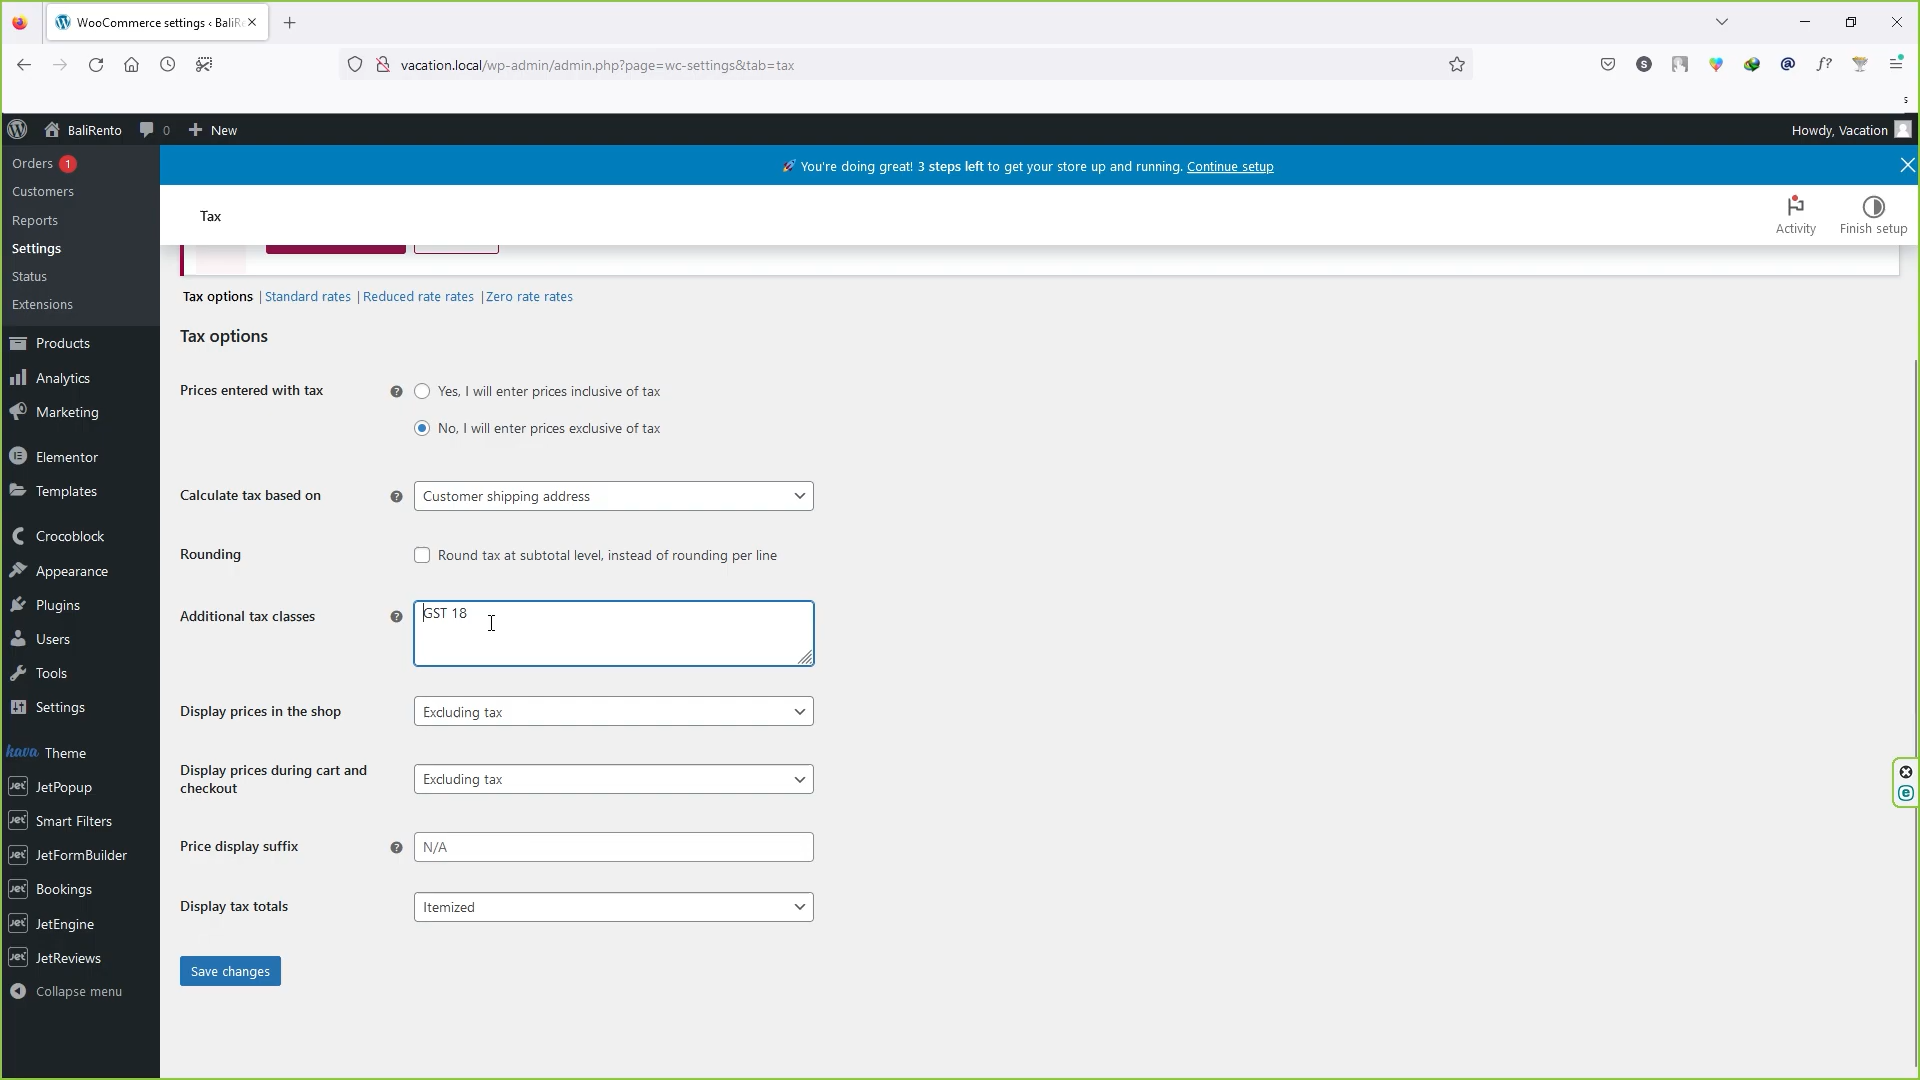 WooCommerce settings ‹ BaliR
vacation.local/wp-admin/admin.php?page=wc-settings&tab=tax
BaliRento
0
New
Howdy, Vacation
Orders 1
Customers
Reports
Settings
Status
Extensions
Products
Analytics
Marketing
Elementor
Templates
Crocoblock
Appearance
Plugins
Users
Tools
Settings
kava Theme
JetPopup
Smart Filters
JetFormBuilder
Bookings
JetEngine
JetReviews
Collapse menu
🚀 You're doing great! 3 steps left to get your store up and running. Continue setup
Tax
Activity
Finish setup
Tax options | Standard rates | Reduced rate rates | Zero rate rates
Tax options
Prices entered with tax
Yes, I will enter prices inclusive of tax
No, I will enter prices exclusive of tax
Calculate tax based on
Customer shipping address
Rounding
Round tax at subtotal level, instead of rounding per line
Additional tax classes
GST 18
Display prices in the shop
Excluding tax
Display prices during cart and
checkout
Excluding tax
Price display suffix
N/A
Display tax totals
Itemized
Save changes